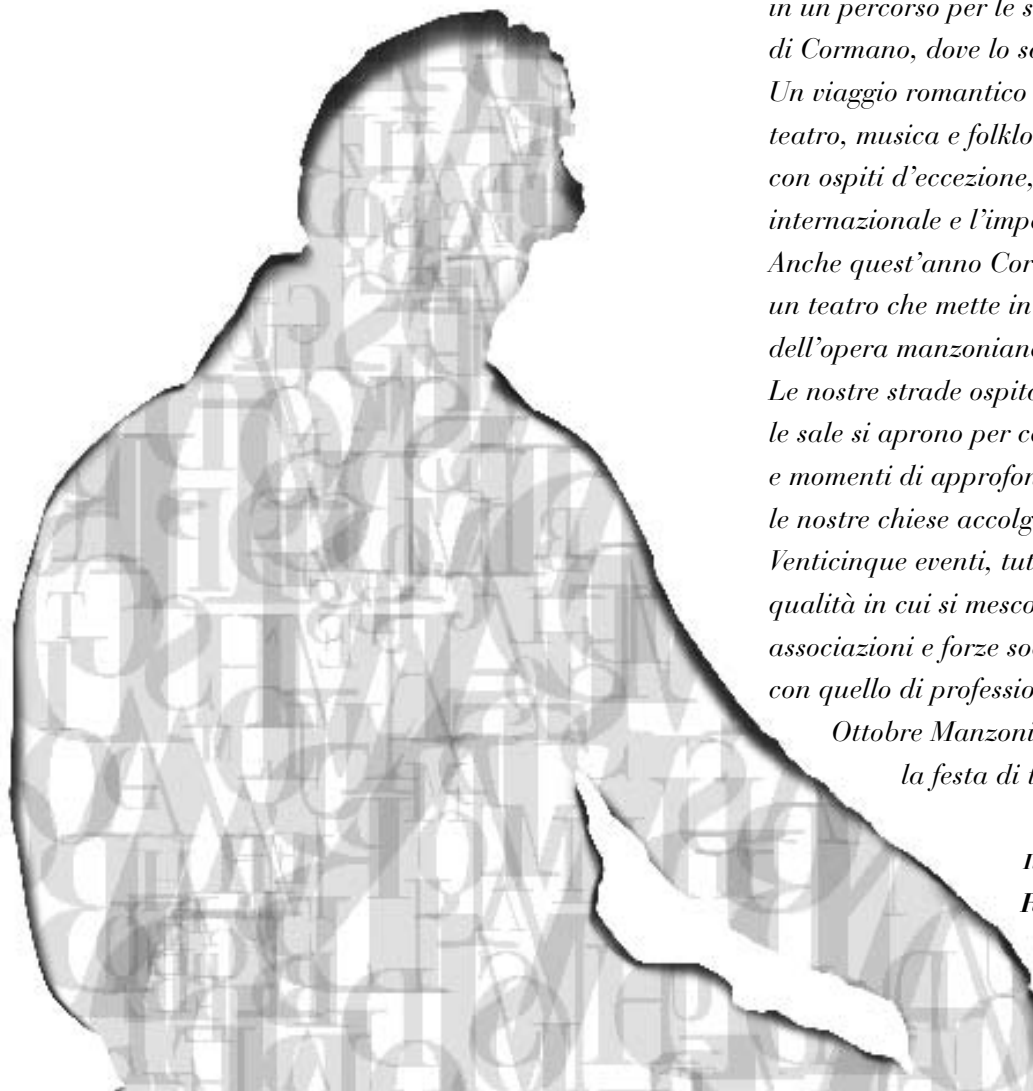 in un percorso per le s
di Cormano, dove lo s
Un viaggio romantico
teatro, musica e folklo
con ospiti d'eccezione,
internazionale e l'imp
Anche quest'anno Cor
un teatro che mette in
dell'opera manzonian
Le nostre strade ospit
le sale si aprono per c
e momenti di approfon
le nostre chiese accolg
Venticinque eventi, tut
qualità in cui si mesco
associazioni e forze so
con quello di professio
Ottobre Manzoni
la festa di t